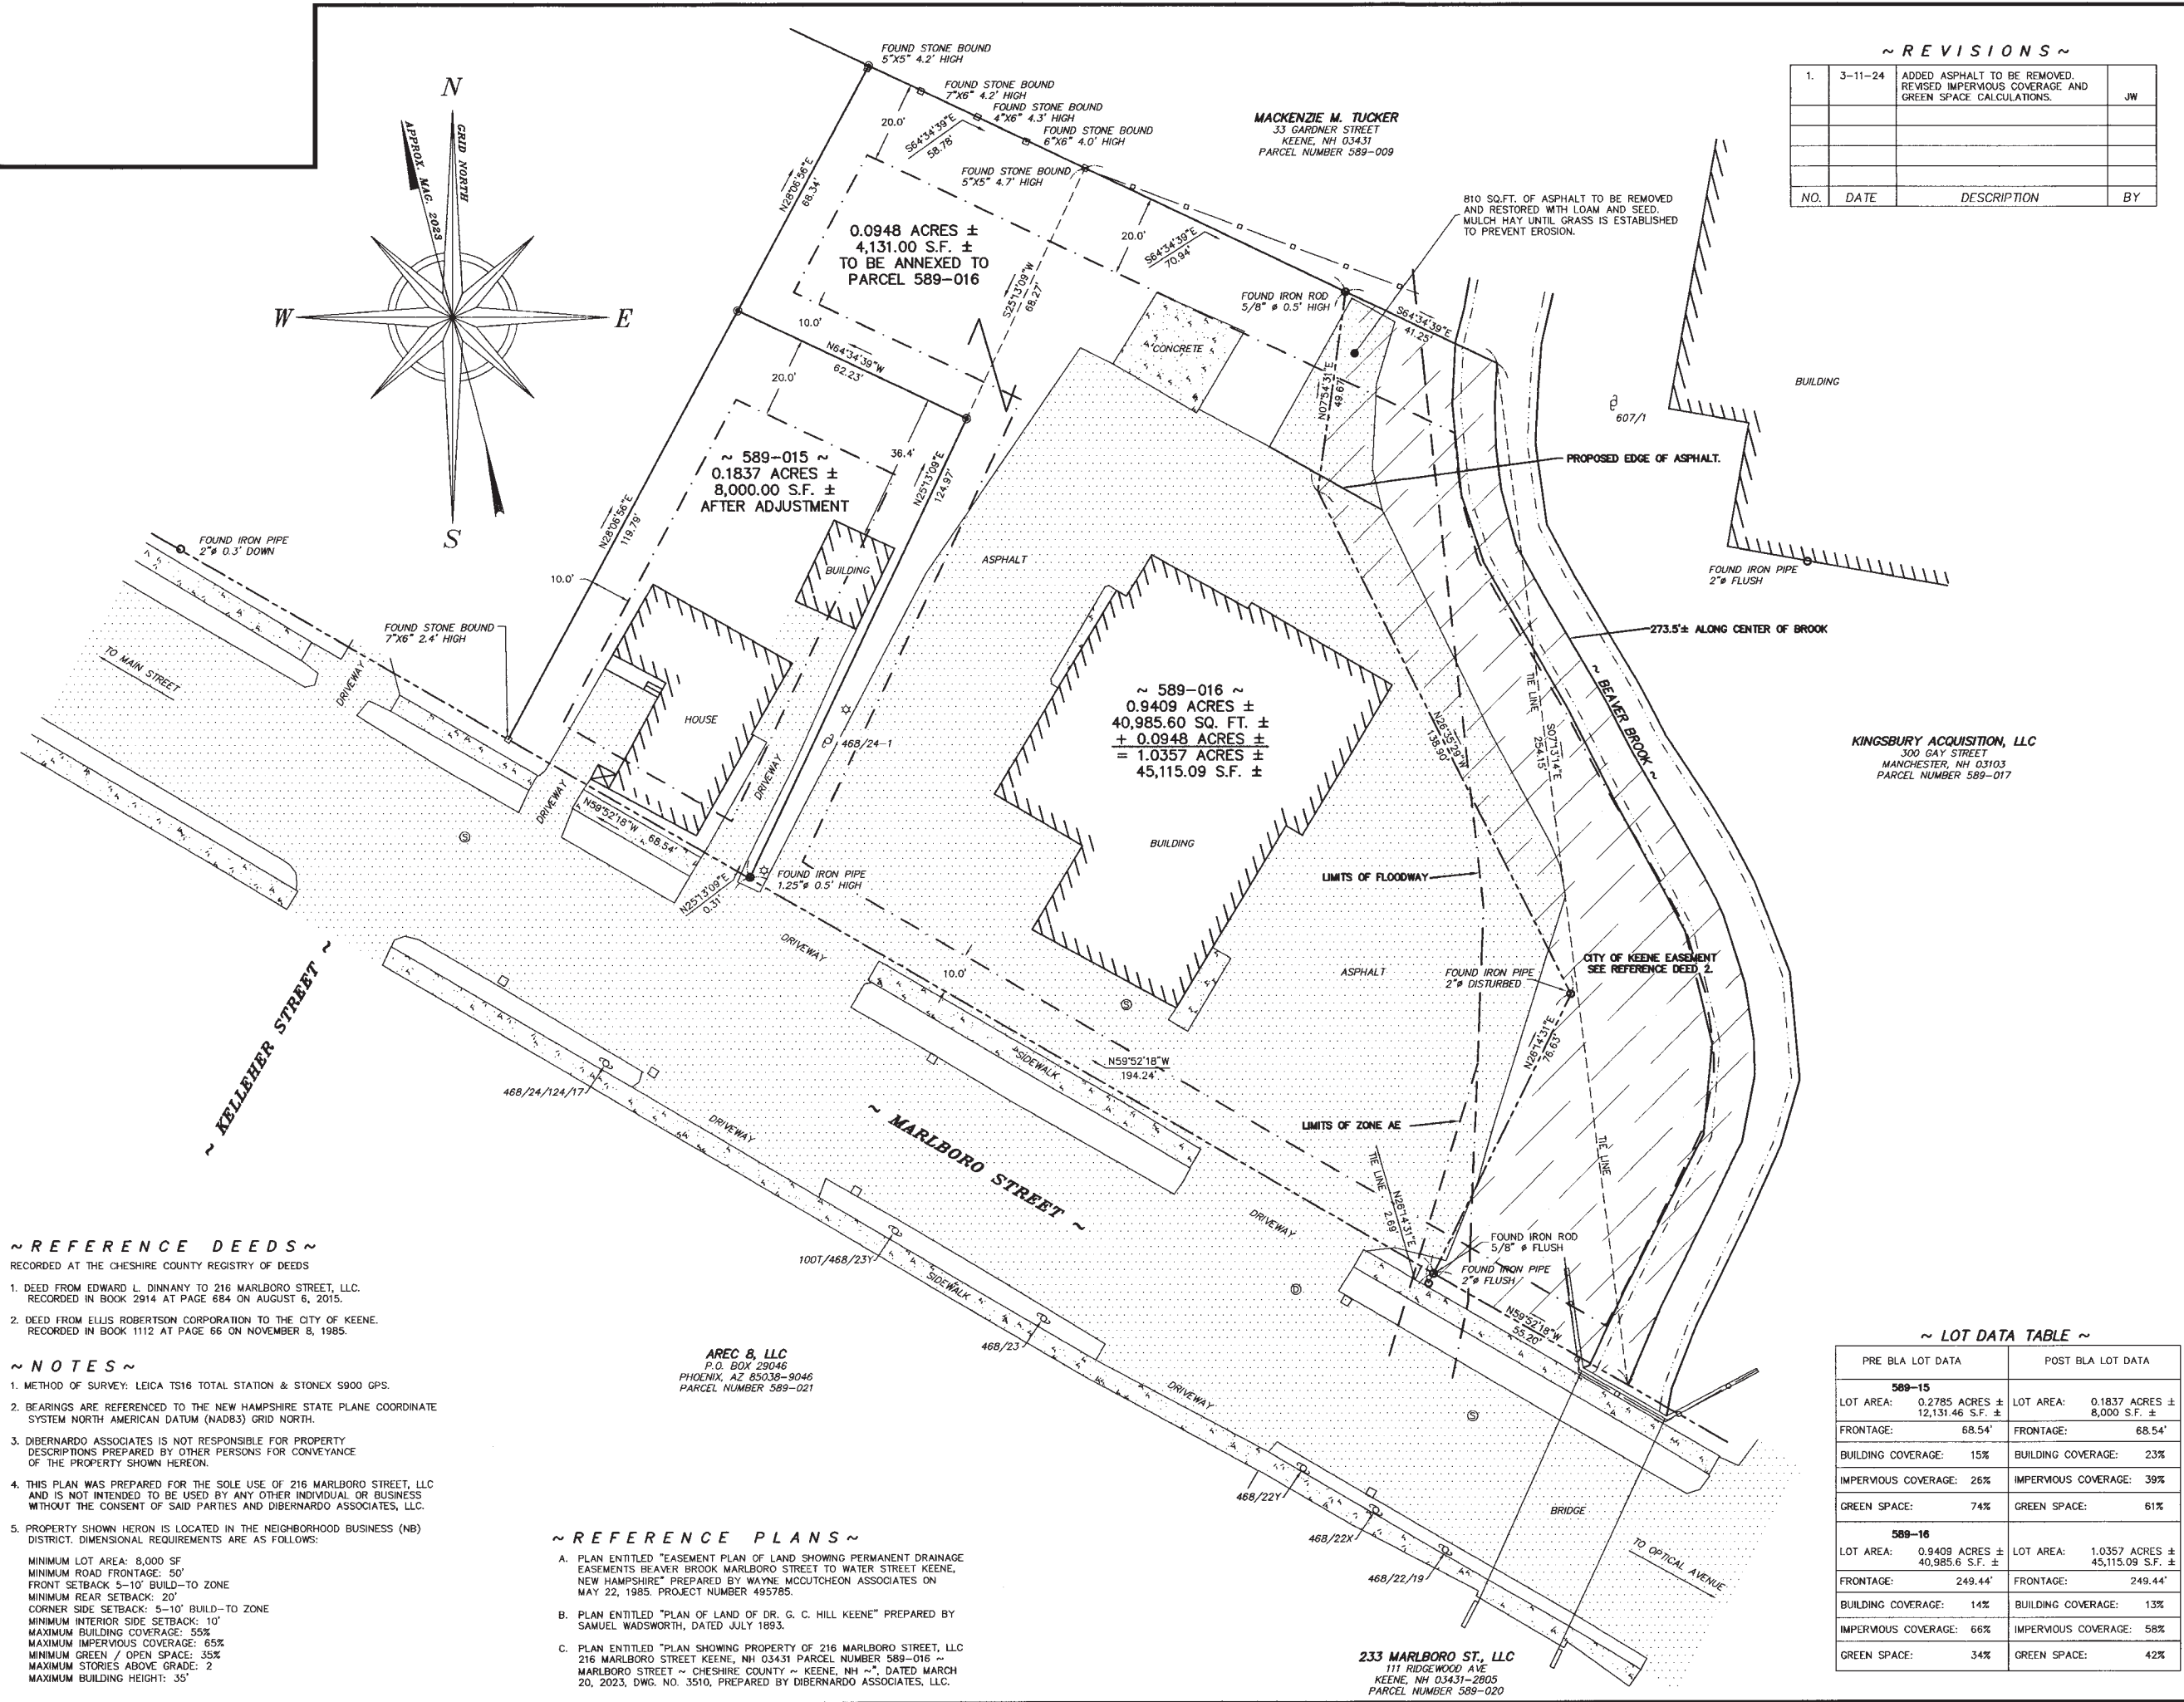 FOUND STONE BOUND
5"X5" 4.2' HIGH
FOUND STONE BOUND
7"X6" 4.2' HIGH
FOUND STONE BOUND
4"X6" 4.3' HIGH
FOUND STONE BOUND
6"X6" 4.0' HIGH
FOUND STONE BOUND
5"X5" 4.7' HIGH
N
S
E
W
GRID NORTH
APPROX. MAG. 2023
20.0'
S64°34'39"E
58.78'
N28°06'56"E
68.34'
MACKENZIE M. TUCKER
33 GARDNER STREET
KEENE, NH 03431
PARCEL NUMBER 589-009
~ R E V I S I O N S ~
1. 3-11-24 ADDED ASPHALT TO BE REMOVED.
REVISED IMPERVIOUS COVERAGE AND
GREEN SPACE CALCULATIONS. JW
NO. DATE DESCRIPTION BY
810 SQ.FT. OF ASPHALT TO BE REMOVED
AND RESTORED WITH LOAM AND SEED.
MULCH HAY UNTIL GRASS IS ESTABLISHED
TO PREVENT EROSION.
0.0948 ACRES ±
4,131.00 S.F. ±
TO BE ANNEXED TO
PARCEL 589-016
20.0'
S64°34'39"E
70.94'
S25°13'09"W
68.27'
FOUND IRON ROD
5/8" ø 0.5' HIGH
S64°34'39"E
41.25'
10.0'
N64°34'39"W
62.23'
20.0'
CONCRETE
N07°54'31"E
49.67'
BUILDING
607/1
PROPOSED EDGE OF ASPHALT.
~ 589-015 ~
0.1837 ACRES ±
8,000.00 S.F. ±
AFTER ADJUSTMENT
36.4'
N25°13'09"E
124.97'
N28°06'56"E
119.79'
FOUND IRON PIPE
2"ø 0.3' DOWN
10.0'
BUILDING
ASPHALT
FOUND IRON PIPE
2"ø FLUSH
FOUND STONE BOUND
7"X6" 2.4' HIGH
TO MAIN STREET
DRIVEWAY
HOUSE
468/24-1
DRIVEWAY
DRIVEWAY
~ 589-016 ~
0.9409 ACRES ±
40,985.60 SQ. FT. ±
+ 0.0948 ACRES ±
= 1.0357 ACRES ±
45,115.09 S.F. ±
BUILDING
273.5'± ALONG CENTER OF BROOK
~ BEAVER BROOK ~
TIE LINE
S07°13'14"E
254.15'
N26°35'29"W
138.90'
KINGSBURY ACQUISITION, LLC
300 GAY STREET
MANCHESTER, NH 03103
PARCEL NUMBER 589-017
N59°52'18"W 68.54'
FOUND IRON PIPE
1.25"ø 0.5' HIGH
N25°13'09"E
0.31'
LIMITS OF FLOODWAY
DRIVEWAY
10.0'
ASPHALT
CITY OF KEENE EASEMENT
SEE REFERENCE DEED 2.
FOUND IRON PIPE
2"ø DISTURBED
N26°14'31"E
76.63'
~ KELLEHER STREET ~
468/24/124/17
DRIVEWAY
SIDEWALK
N59°52'18"W
194.24'
~ MARLBORO STREET ~
LIMITS OF ZONE AE
TIE LINE
N26°14'31"E
2.69'
TIE LINE
DRIVEWAY
FOUND IRON ROD
5/8" ø FLUSH
FOUND IRON PIPE
2"ø FLUSH
N59°52'18"W
55.20'
100T/468/23Y
SIDEWALK
468/23
DRIVEWAY
468/22Y
468/22X
468/22/19
BRIDGE
TO OPTICAL AVENUE
~ R E F E R E N C E D E E D S ~
RECORDED AT THE CHESHIRE COUNTY REGISTRY OF DEEDS
1. DEED FROM EDWARD L. DINNANY TO 216 MARLBORO STREET, LLC.
RECORDED IN BOOK 2914 AT PAGE 684 ON AUGUST 6, 2015.
2. DEED FROM ELLIS ROBERTSON CORPORATION TO THE CITY OF KEENE.
RECORDED IN BOOK 1112 AT PAGE 66 ON NOVEMBER 8, 1985.
~ N O T E S ~
1. METHOD OF SURVEY: LEICA TS16 TOTAL STATION & STONEX S900 GPS.
2. BEARINGS ARE REFERENCED TO THE NEW HAMPSHIRE STATE PLANE COORDINATE
SYSTEM NORTH AMERICAN DATUM (NAD83) GRID NORTH.
3. DIBERNARDO ASSOCIATES IS NOT RESPONSIBLE FOR PROPERTY
DESCRIPTIONS PREPARED BY OTHER PERSONS FOR CONVEYANCE
OF THE PROPERTY SHOWN HEREON.
4. THIS PLAN WAS PREPARED FOR THE SOLE USE OF 216 MARLBORO STREET, LLC
AND IS NOT INTENDED TO BE USED BY ANY OTHER INDIVIDUAL OR BUSINESS
WITHOUT THE CONSENT OF SAID PARTIES AND DIBERNARDO ASSOCIATES, LLC.
5. PROPERTY SHOWN HERON IS LOCATED IN THE NEIGHBORHOOD BUSINESS (NB)
DISTRICT. DIMENSIONAL REQUIREMENTS ARE AS FOLLOWS:
MINIMUM LOT AREA: 8,000 SF
MINIMUM ROAD FRONTAGE: 50'
FRONT SETBACK 5-10' BUILD-TO ZONE
MINIMUM REAR SETBACK: 20'
CORNER SIDE SETBACK: 5-10' BUILD-TO ZONE
MINIMUM INTERIOR SIDE SETBACK: 10'
MAXIMUM BUILDING COVERAGE: 55%
MAXIMUM IMPERVIOUS COVERAGE: 65%
MINIMUM GREEN / OPEN SPACE: 35%
MAXIMUM STORIES ABOVE GRADE: 2
MAXIMUM BUILDING HEIGHT: 35'
AREC 8, LLC
P.O. BOX 29046
PHOENIX, AZ 85038-9046
PARCEL NUMBER 589-021
~ R E F E R E N C E P L A N S ~
A. PLAN ENTITLED "EASEMENT PLAN OF LAND SHOWING PERMANENT DRAINAGE
EASEMENTS BEAVER BROOK MARLBORO STREET TO WATER STREET KEENE,
NEW HAMPSHIRE" PREPARED BY WAYNE MCCUTCHEON ASSOCIATES ON
MAY 22, 1985. PROJECT NUMBER 495785.
B. PLAN ENTITLED "PLAN OF LAND OF DR. G. C. HILL KEENE" PREPARED BY
SAMUEL WADSWORTH, DATED JULY 1893.
C. PLAN ENTITLED "PLAN SHOWING PROPERTY OF 216 MARLBORO STREET, LLC
216 MARLBORO STREET KEENE, NH 03431 PARCEL NUMBER 589-016 ~
MARLBORO STREET ~ CHESHIRE COUNTY ~ KEENE, NH ~", DATED MARCH
20, 2023, DWG. NO. 3510, PREPARED BY DIBERNARDO ASSOCIATES, LLC.
233 MARLBORO ST., LLC
111 RIDGEWOOD AVE
KEENE, NH 03431-2805
PARCEL NUMBER 589-020
~ LOT DATA TABLE ~
PRE BLA LOT DATA POST BLA LOT DATA
589-15
LOT AREA: 0.2785 ACRES ± LOT AREA: 0.1837 ACRES ±
12,131.46 S.F. ± 8,000 S.F. ±
FRONTAGE: 68.54' FRONTAGE: 68.54'
BUILDING COVERAGE: 15% BUILDING COVERAGE: 23%
IMPERVIOUS COVERAGE: 26% IMPERVIOUS COVERAGE: 39%
GREEN SPACE: 74% GREEN SPACE: 61%
589-16
LOT AREA: 0.9409 ACRES ± LOT AREA: 1.0357 ACRES ±
40,985.6 S.F. ± 45,115.09 S.F. ±
FRONTAGE: 249.44' FRONTAGE: 249.44'
BUILDING COVERAGE: 14% BUILDING COVERAGE: 13%
IMPERVIOUS COVERAGE: 66% IMPERVIOUS COVERAGE: 58%
GREEN SPACE: 34% GREEN SPACE: 42%